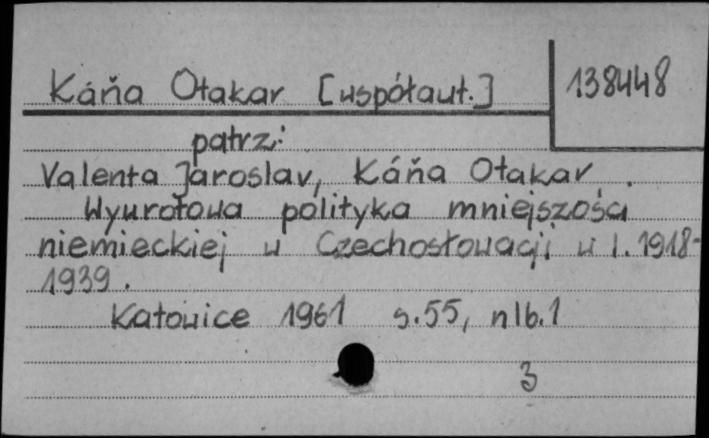 Káňa Otakar [współaut.]
138448
patrz:
Valenta Jaroslav, Káňa Otakar.
Wywrotowa polityka mniejszości
niemieckiej w Czechosłowacji w l. 1918-
1939.
Katowice 1961 s.55, nlb.1
3